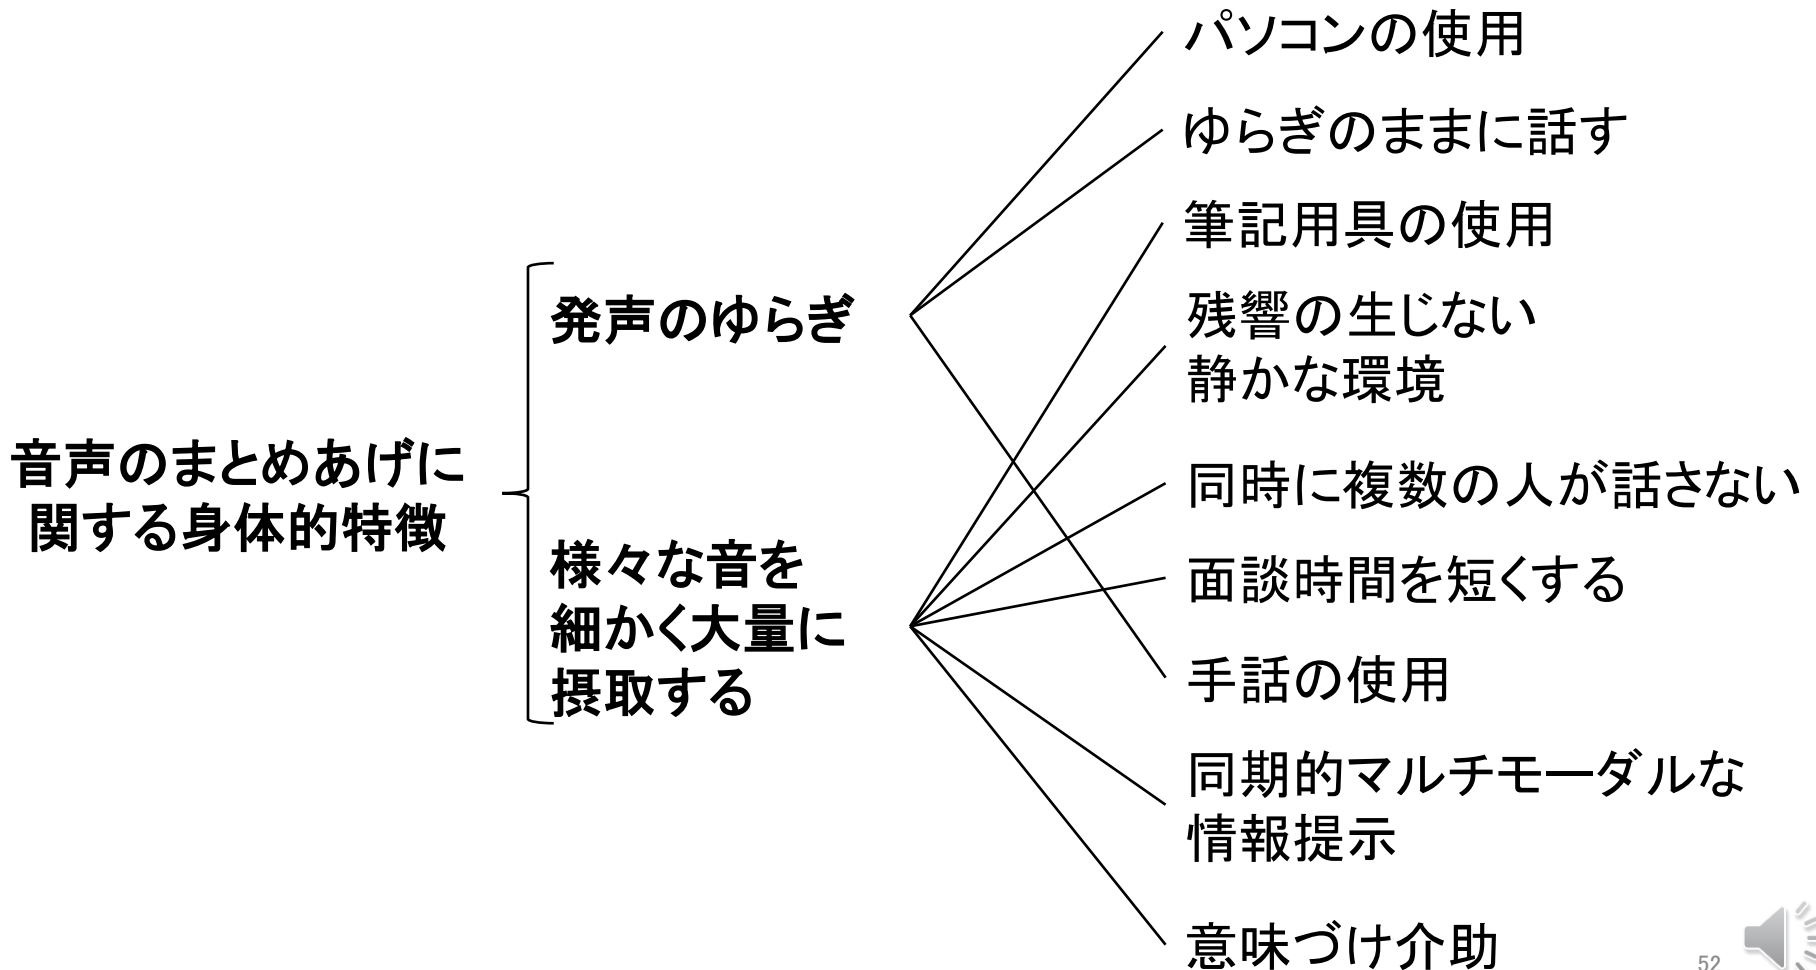 音声のまとめあげに
関する身体的特徴
発声のゆらぎ
様々な音を
細かく大量に
摂取する
パソコンの使用
ゆらぎのままに話す
筆記用具の使用
残響の生じない
静かな環境
同時に複数の人が話さない
面談時間を短くする
手話の使用
同期的マルチモーダルな
情報提示
意味づけ介助
52